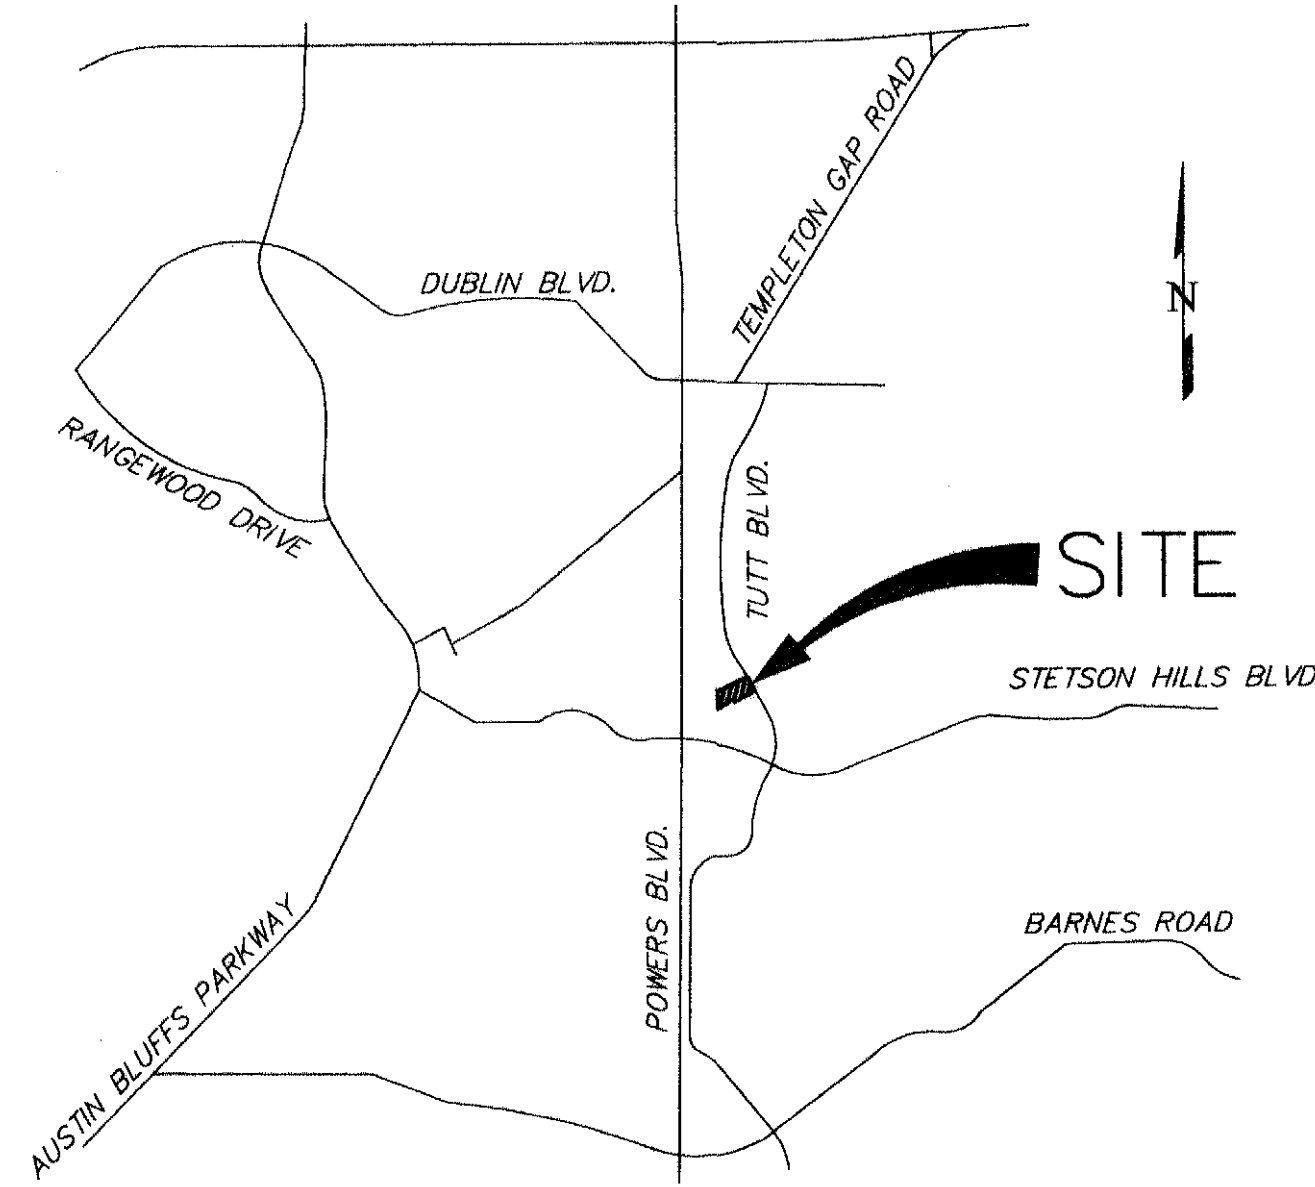 TEMPLETON GAP ROAD
DUBLIN BLVD.
N
RANGEWOOD DRIVE
TUTT BLVD.
SITE
STETSON HILLS BLVD
POWERS BLVD.
BARNES ROAD
AUSTIN BLUFFS PARKWAY